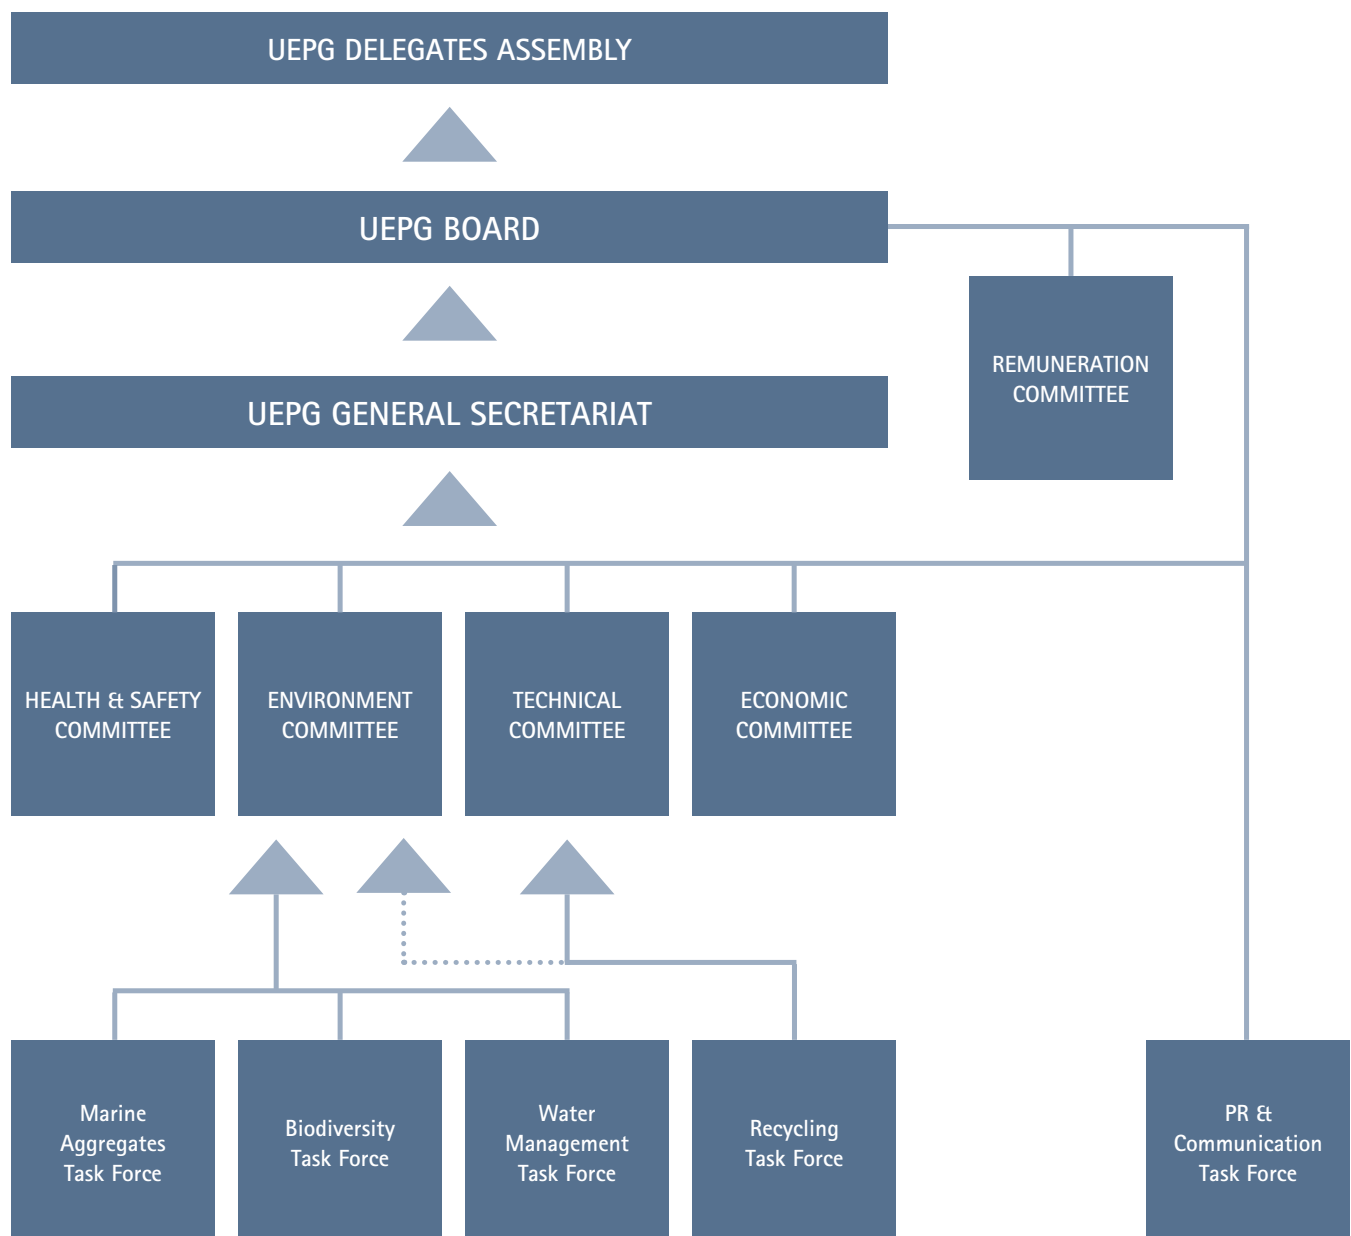 UEPG DELEGATES ASSEMBLY
UEPG BOARD
REMUNERATION
COMMITTEE
UEPG GENERAL SECRETARIAT
HEALTH & SAFETY
COMMITTEE
ENVIRONMENT
COMMITTEE
TECHNICAL
COMMITTEE
ECONOMIC
COMMITTEE
Marine
Aggregates
Task Force
Biodiversity
Task Force
Water
Management
Task Force
Recycling
Task Force
PR &
Communication
Task Force